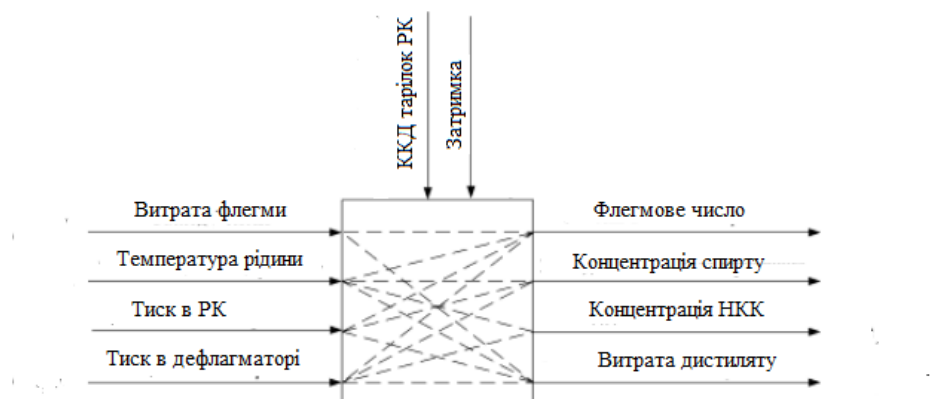 ККД тарілок РК
Затримка
Витрата флегми
Флегмове число
Температура рідини
Концентрація спирту
Тиск в РК
Концентрація НКК
Тиск в дефлагматорі
Витрата дистиляту